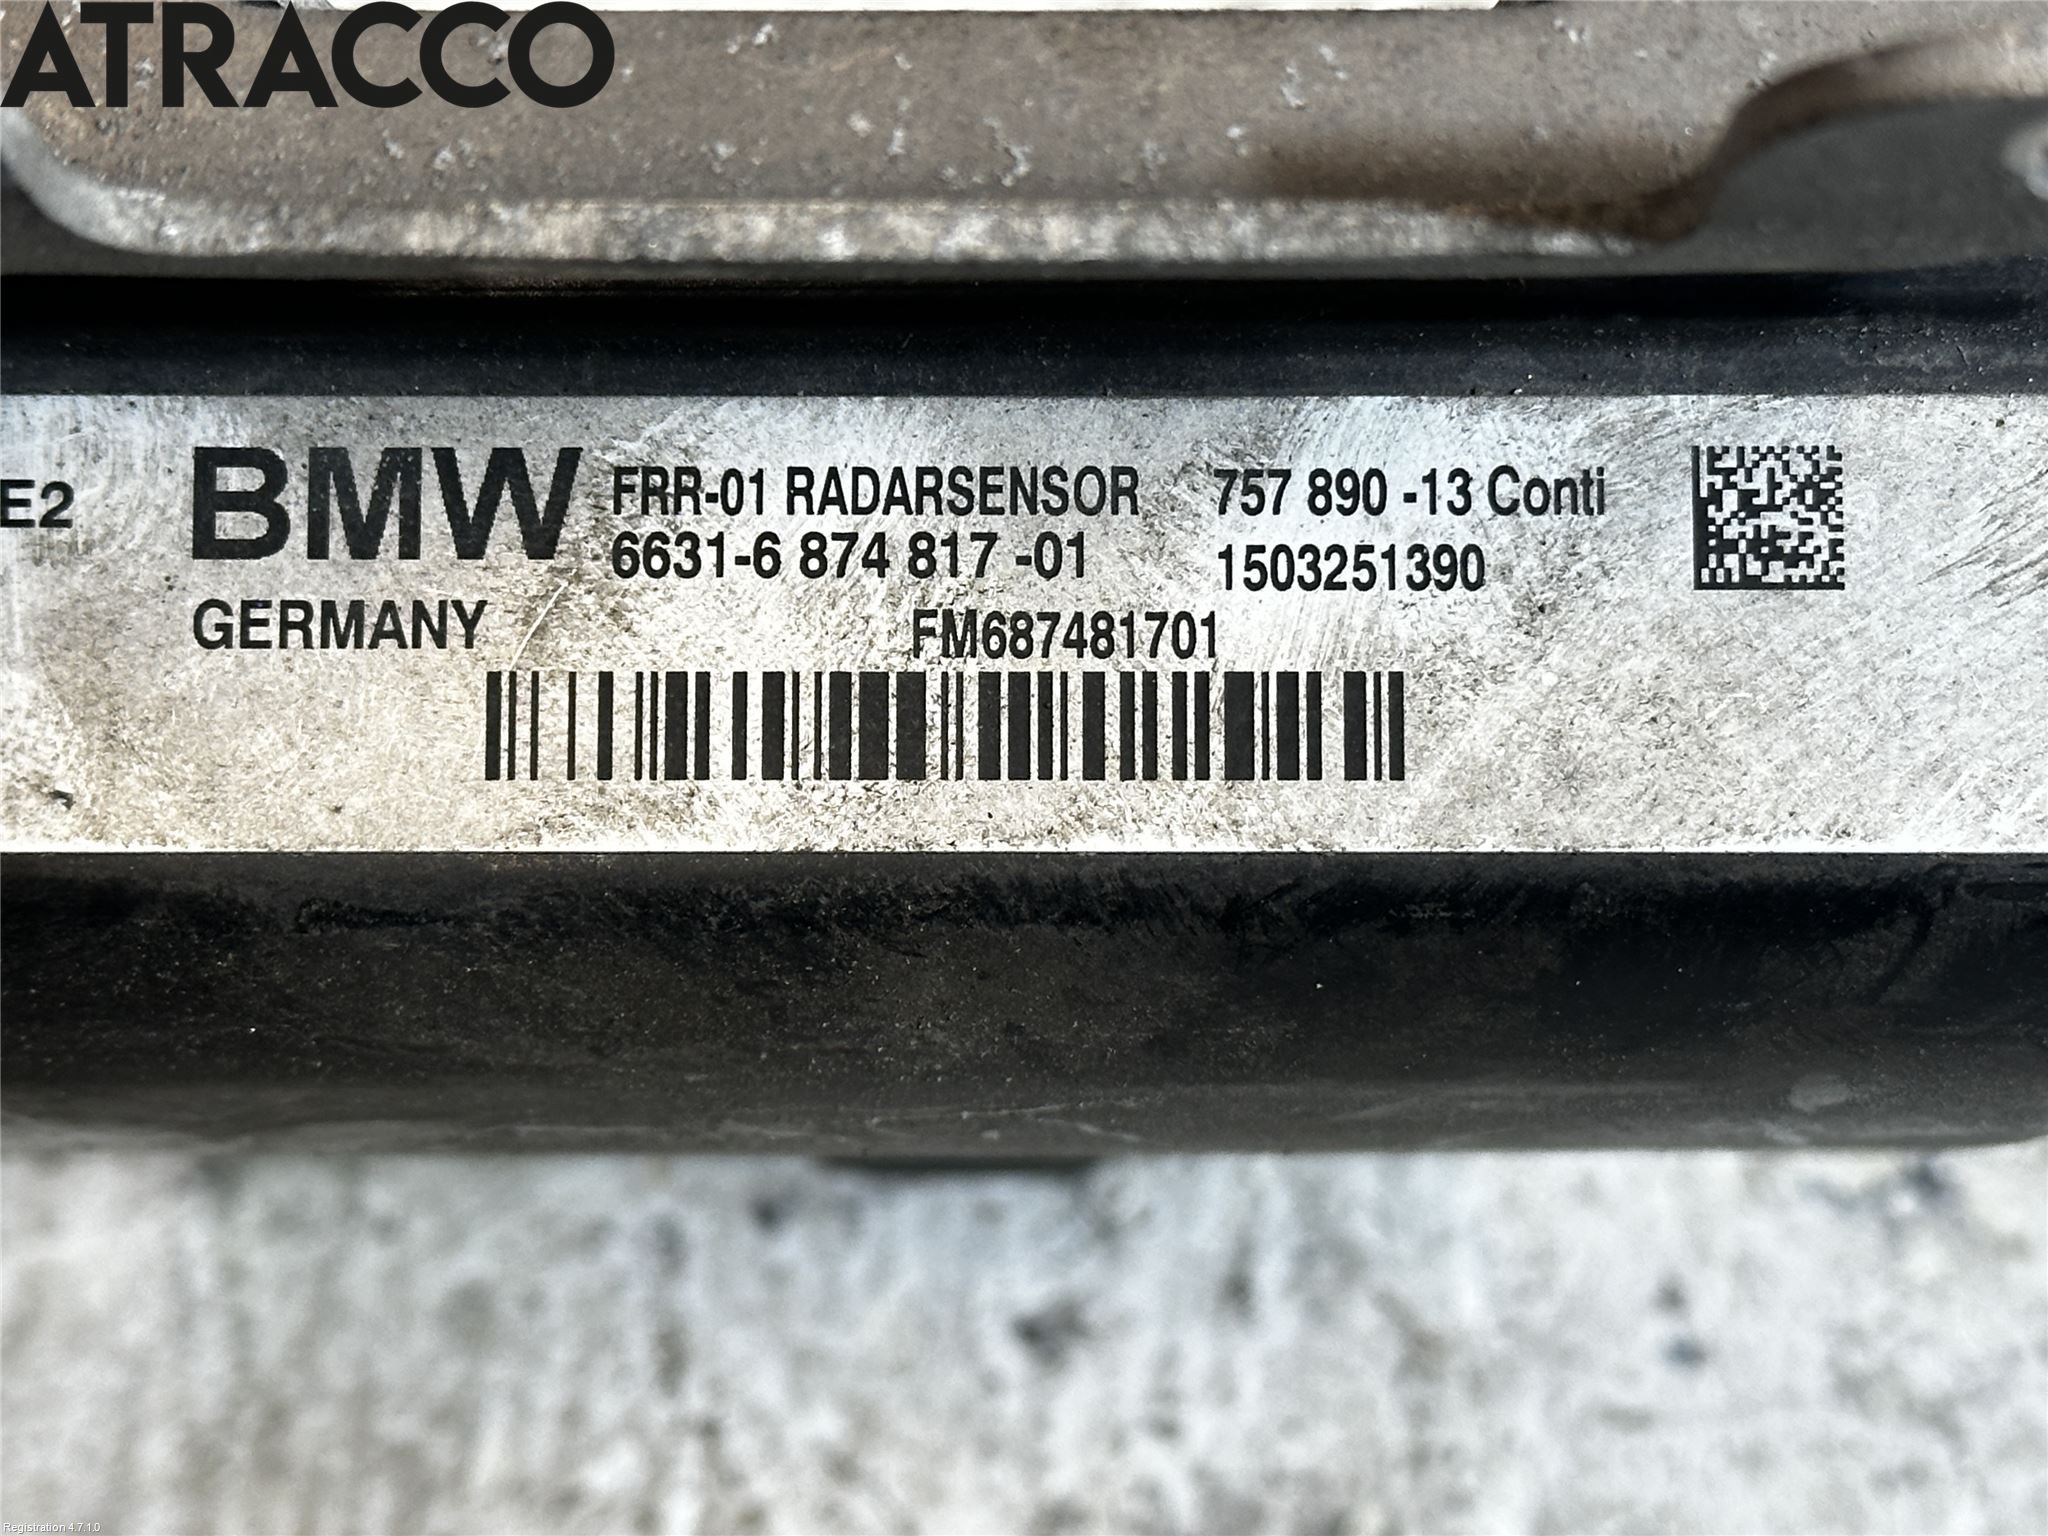 ATRACCO
E2
BMW FRR-01 RADARSENSOR 757 890 -13 Conti
6631-6 874 817 -01 1503251390
GERMANY FM687481701
Registration 4.7.1.0